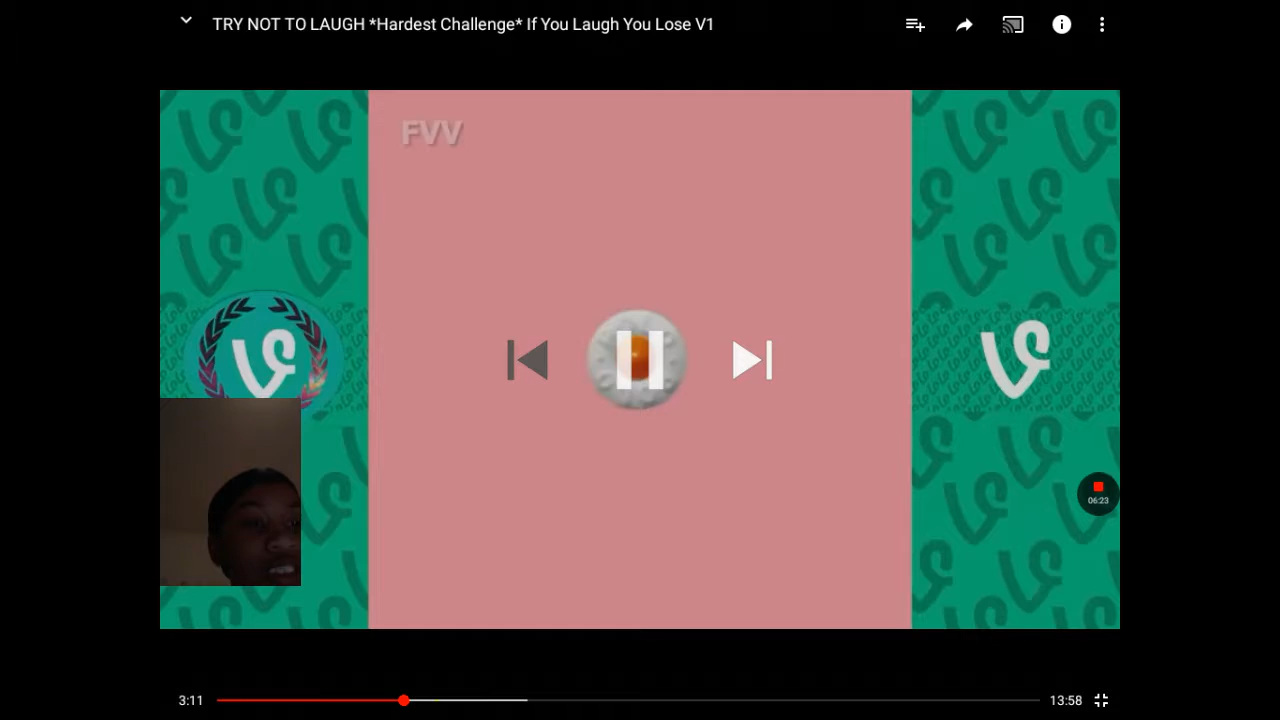 TRY NOT TO LAUGH *Hardest Challenge* If You Laugh You Lose V1
FVV
06:23
3:11
13:58